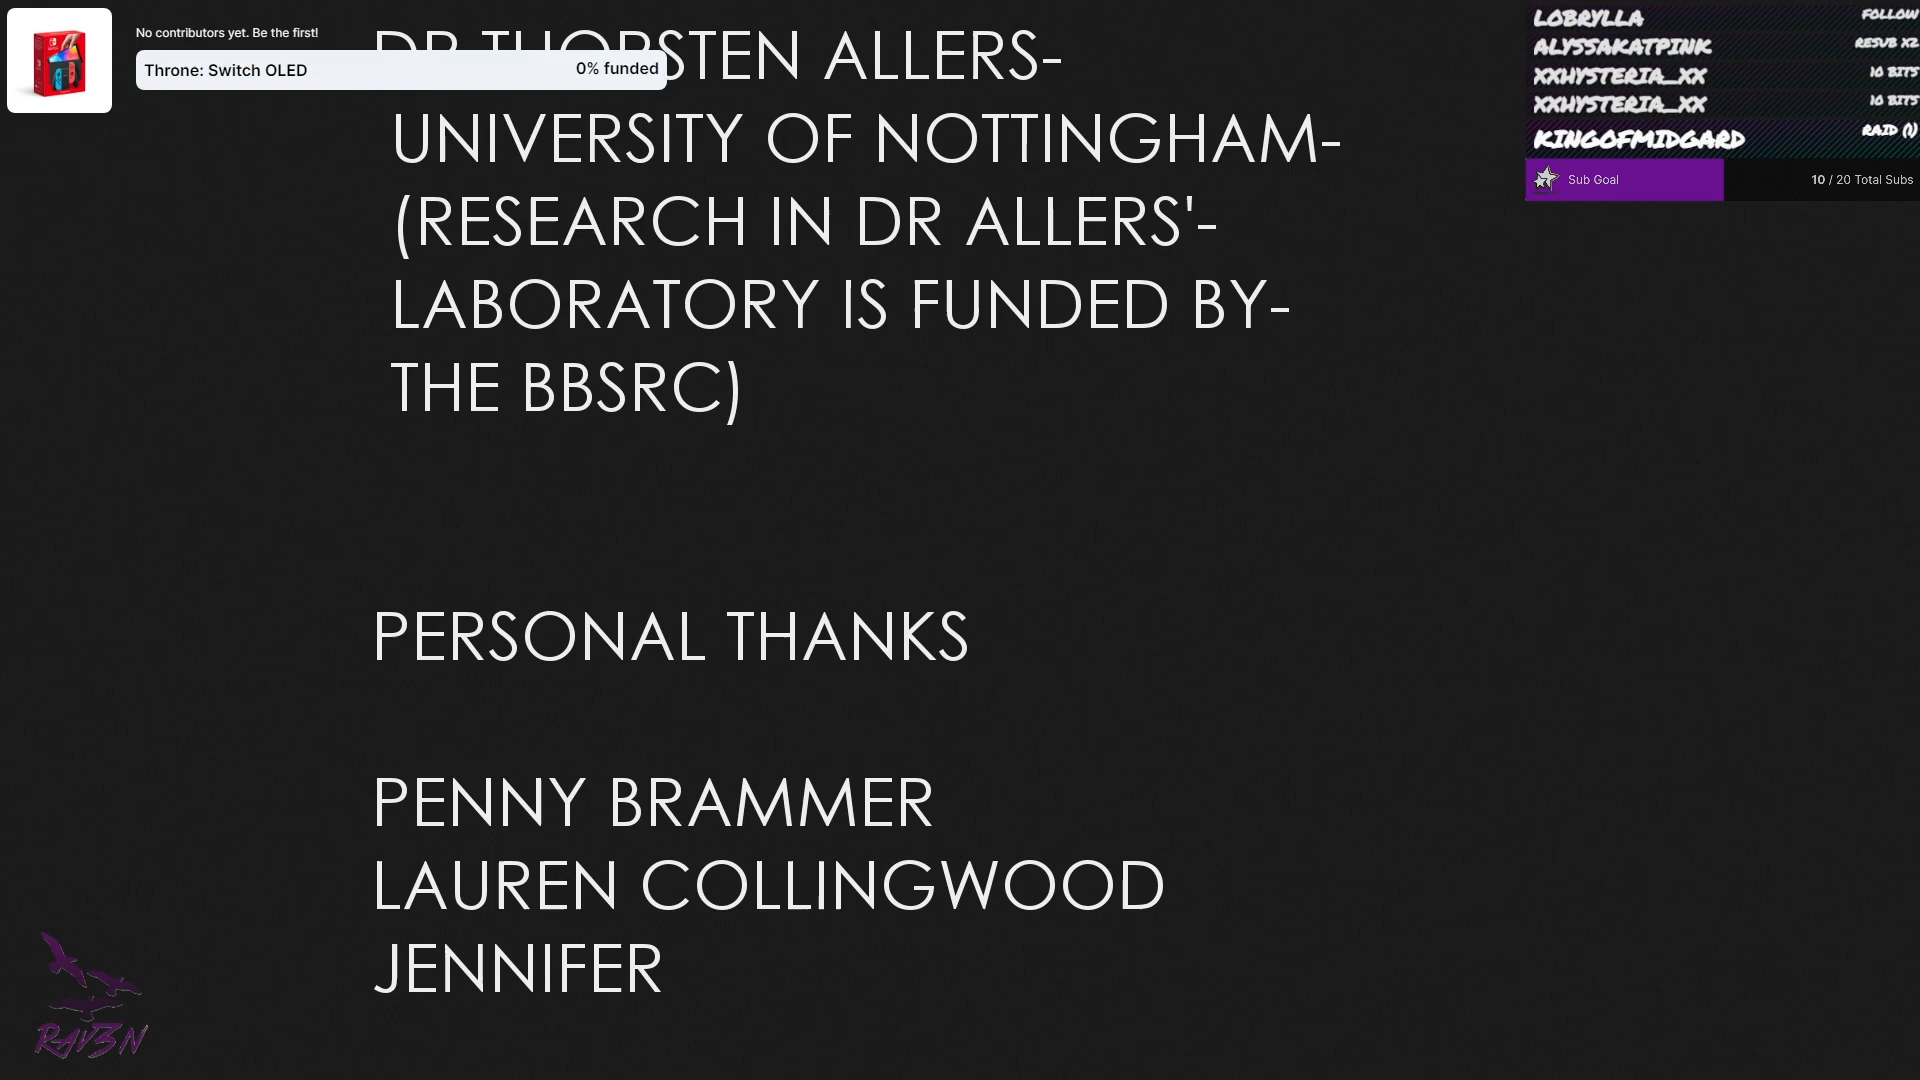 No contributors yet. Be the first!
Throne: Switch OLED 0% funded
DR THORSTEN ALLERS-
UNIVERSITY OF NOTTINGHAM-
(RESEARCH IN DR ALLERS'-
LABORATORY IS FUNDED BY-
THE BBSRC)
PERSONAL THANKS
PENNY BRAMMER
LAUREN COLLINGWOOD
JENNIFER
LOBRYLLA FOLLOW
ALYSSAKATPINK RESUB X2
XXHYSTERIA_XX 10 BITS
XXHYSTERIA_XX 10 BITS
KINGOFMIDGARD RAID (1)
Sub Goal 10 / 20 Total Subs
RAV3N